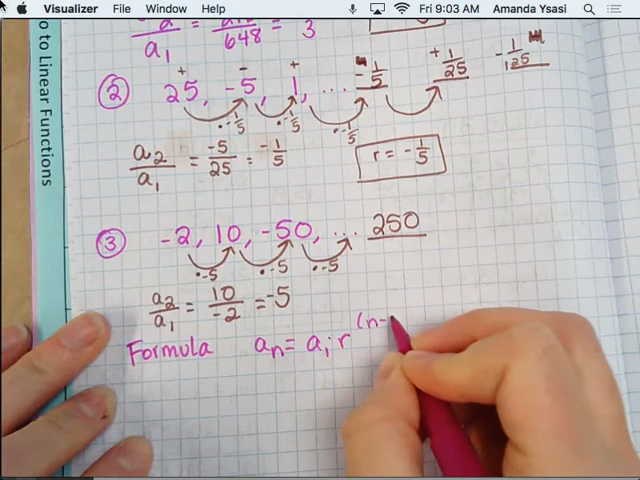 Visualizer File Window Help Fri 9:03 AM Amanda Ysasi
o to Linear Functions
a₁ 648 3
② 25, -5, 1, ... -1/5 +1/25 -1/125
+ - +
·-1/5 ·-1/5 ·-1/5
a₂/a₁ = -5/25 = -1/5 r = -1/5
③ -2, 10, -50, ... 250
·-5 ·-5 ·-5
a₂/a₁ = 10/-2 = -5
Formula aₙ = a₁·r^(n-